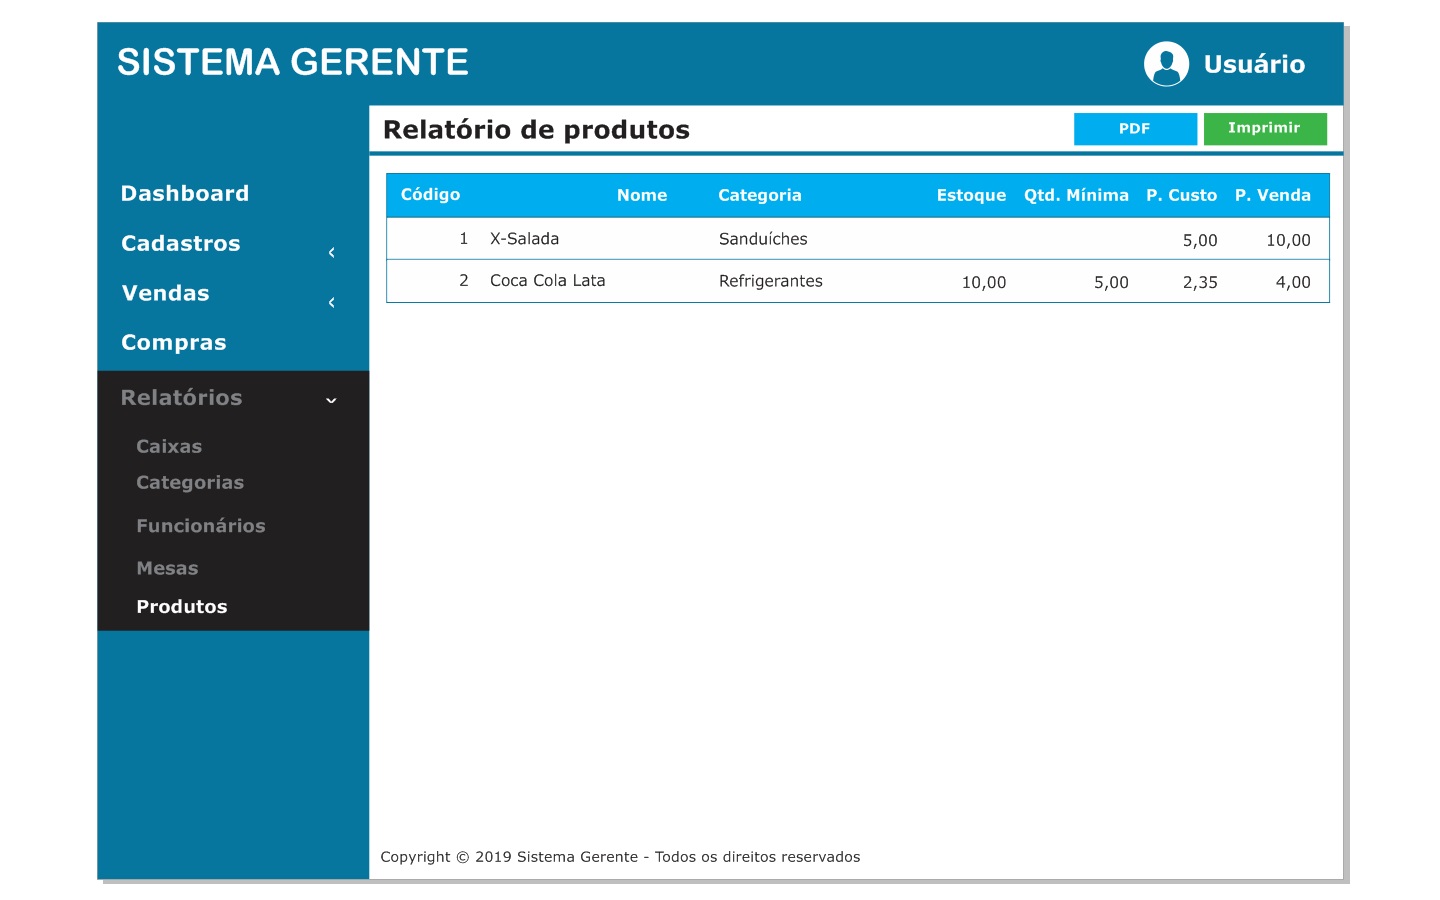 SISTEMA GERENTE
Usuário
Relatório de produtos
PDF
Imprimir
Dashboard
Cadastros
Vendas
Compras
Relatórios
Caixas
Categorias
Funcionários
Mesas
Produtos
Código Nome Categoria Estoque Qtd. Mínima P. Custo P. Venda
1 X-Salada Sanduíches 5,00 10,00
2 Coca Cola Lata Refrigerantes 10,00 5,00 2,35 4,00
Copyright © 2019 Sistema Gerente - Todos os direitos reservados